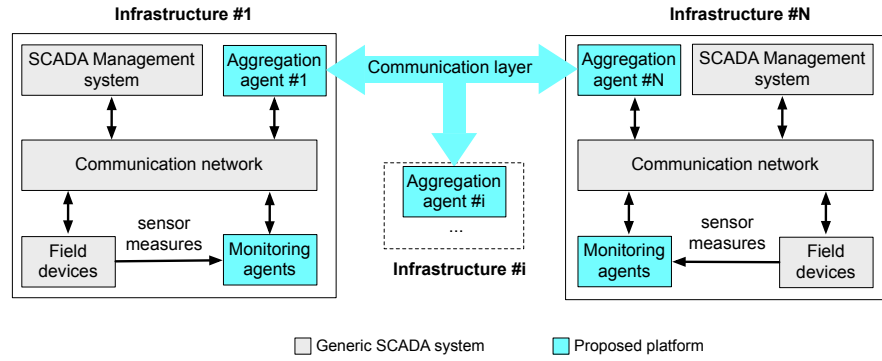 Infrastructure #1
SCADA Management
system
Aggregation
agent #1
Communication network
sensor
measures
Field
devices
Monitoring
agents
Communication layer
Aggregation
agent #i
...
Infrastructure #i
Infrastructure #N
Aggregation
agent #N
SCADA Management
system
Communication network
sensor
measures
Monitoring
agents
Field
devices
Generic SCADA system
Proposed platform